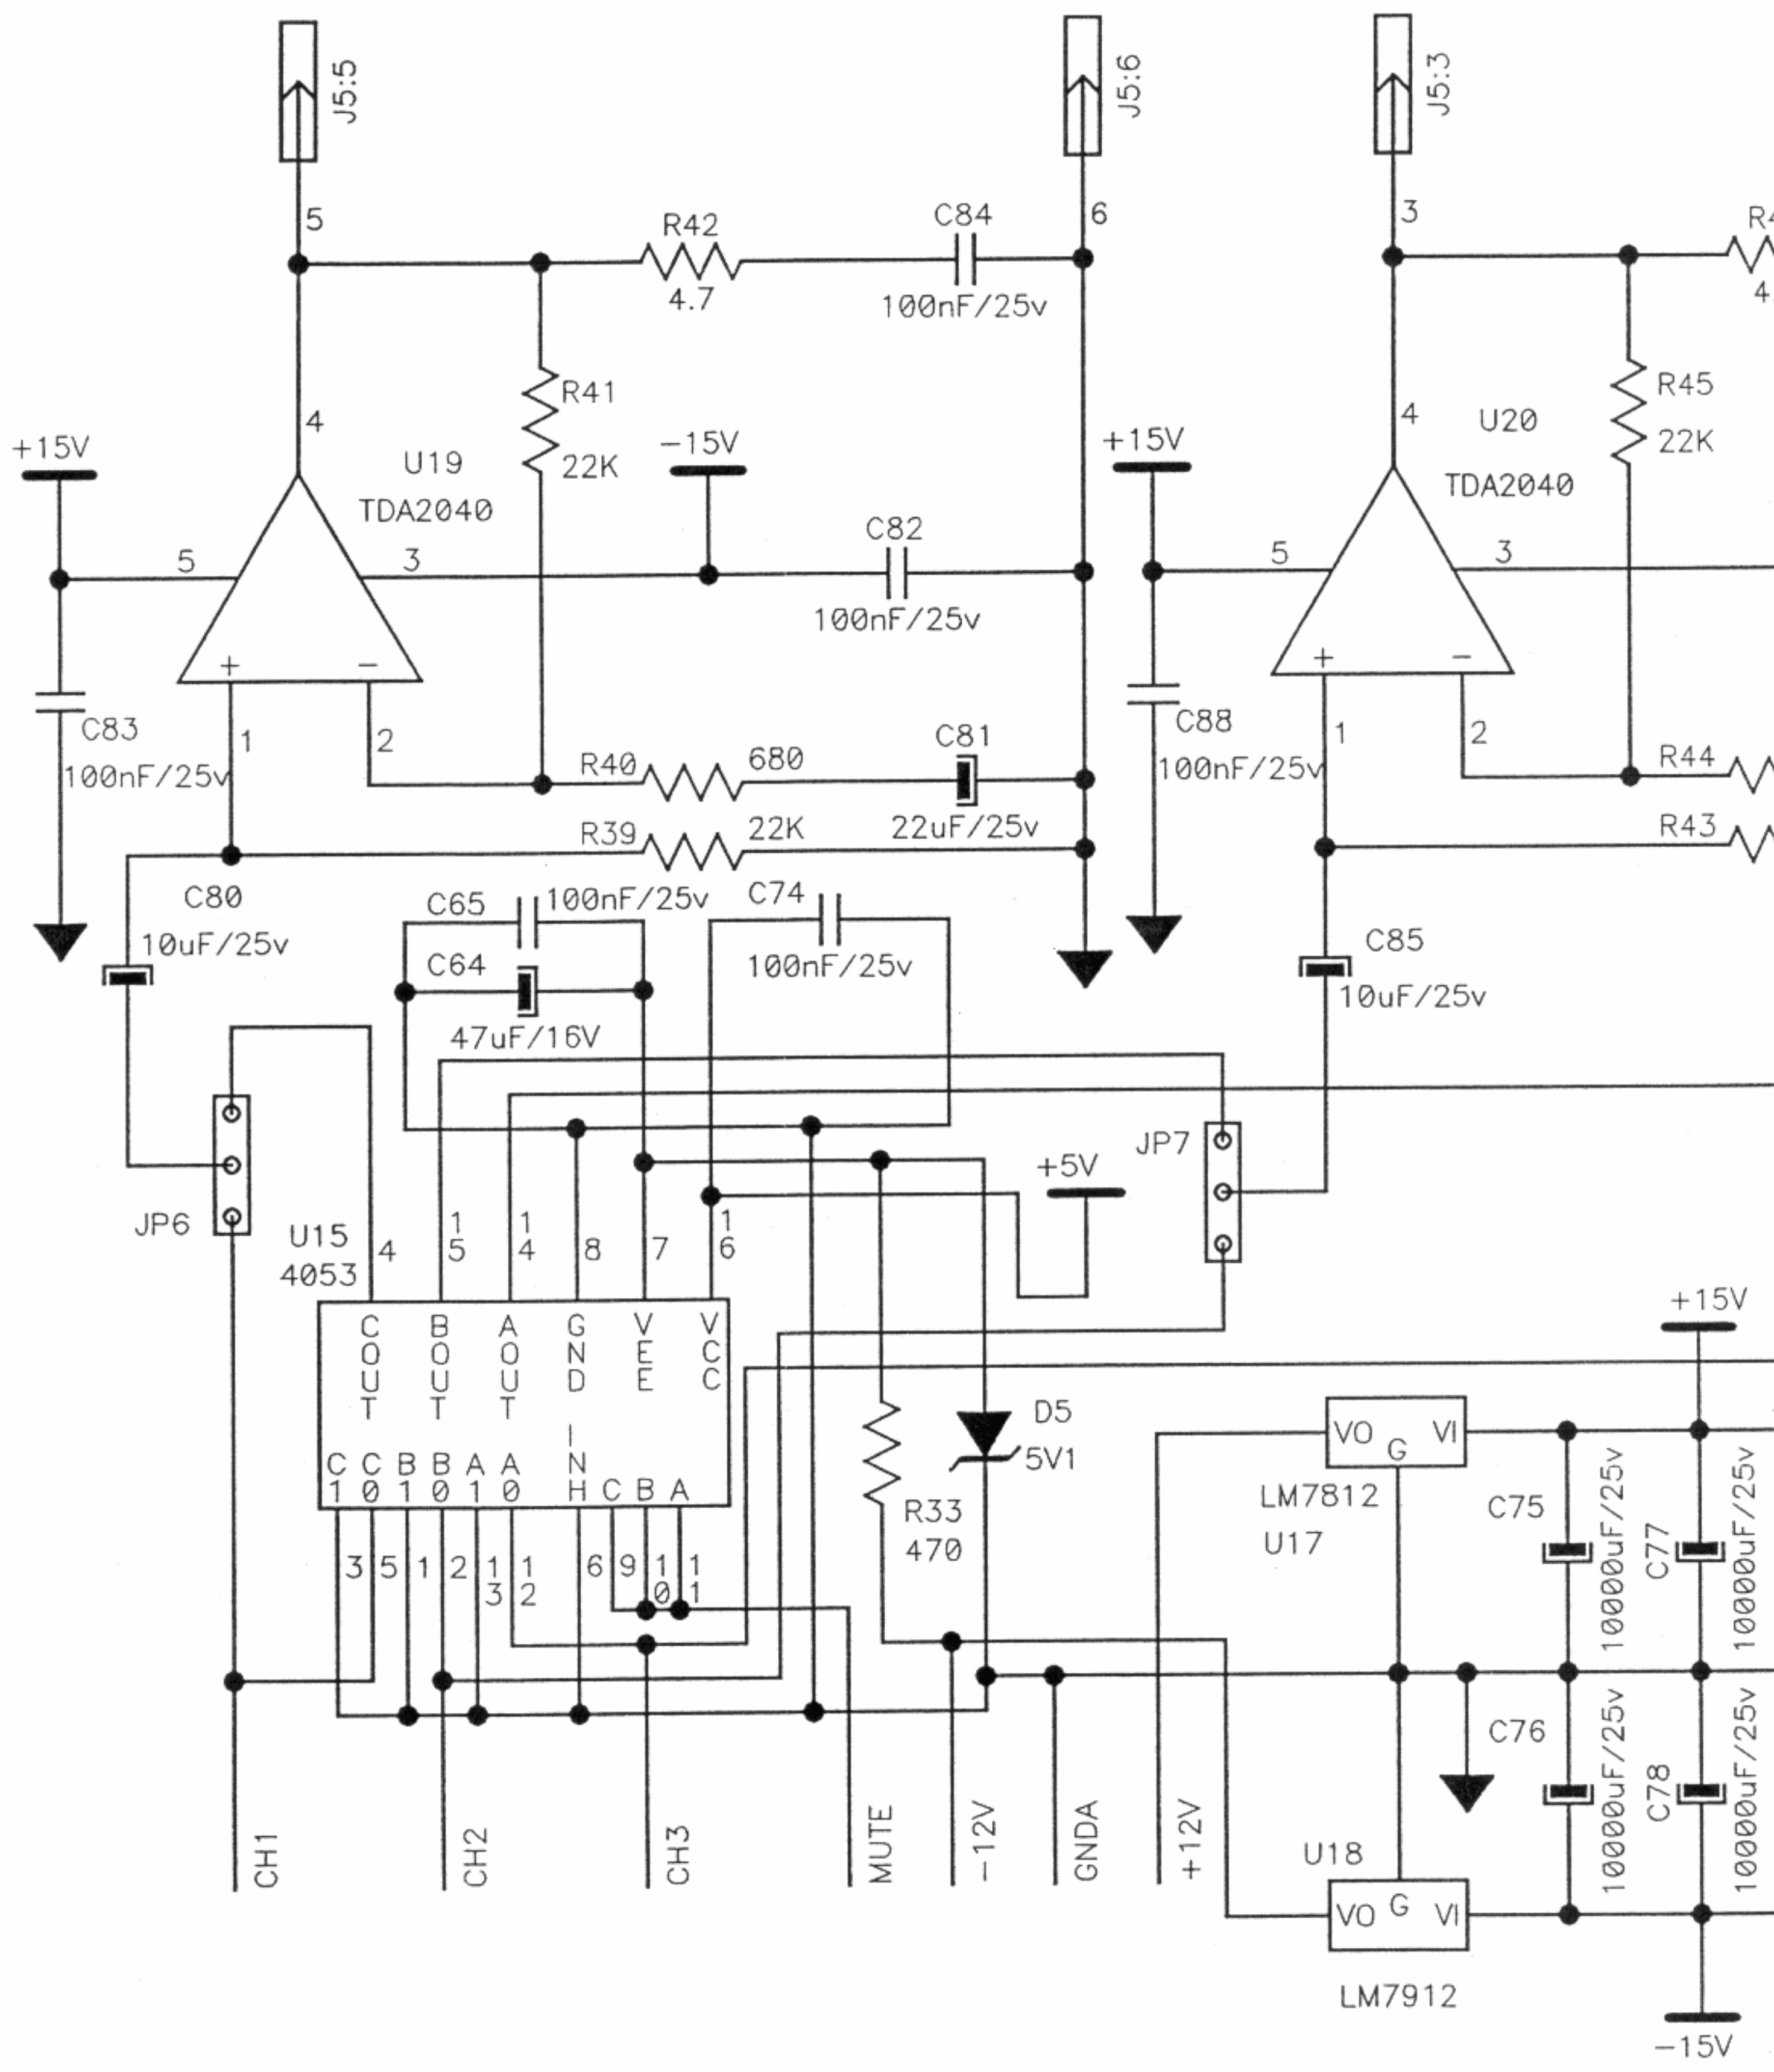 J5:5
J5:6
J5:3
5
R42
4.7
C84
100nF/25v
6
3
R4
4.
+15V
4
U19
TDA2040
R41
22K
-15V
+15V
4
U20
TDA2040
R45
22K
5
3
C82
100nF/25v
5
3
+
-
+
-
C83
100nF/25v
1
2
R40
680
C81
22uF/25v
R39
22K
C88
100nF/25v
1
2
R44
R43
C80
10uF/25v
C65
100nF/25v
C74
100nF/25v
C64
47uF/16V
C85
10uF/25v
JP6
JP7
+5V
U15
4053
4
15
14
8
7
16
COUT
BOUT
AOUT
GND
VEE
VCC
C1
C0
B1
B0
A1
A0
INH
C
B
A
3
5
1
2
13
12
6
9
10
11
R33
470
D5
5V1
+15V
VO
G
VI
LM7812
U17
C75
10000uF/25v
C77
10000uF/25v
C76
10000uF/25v
C78
10000uF/25v
CH1
CH2
CH3
MUTE
-12V
GNDA
+12V
U18
VO
G
VI
LM7912
-15V